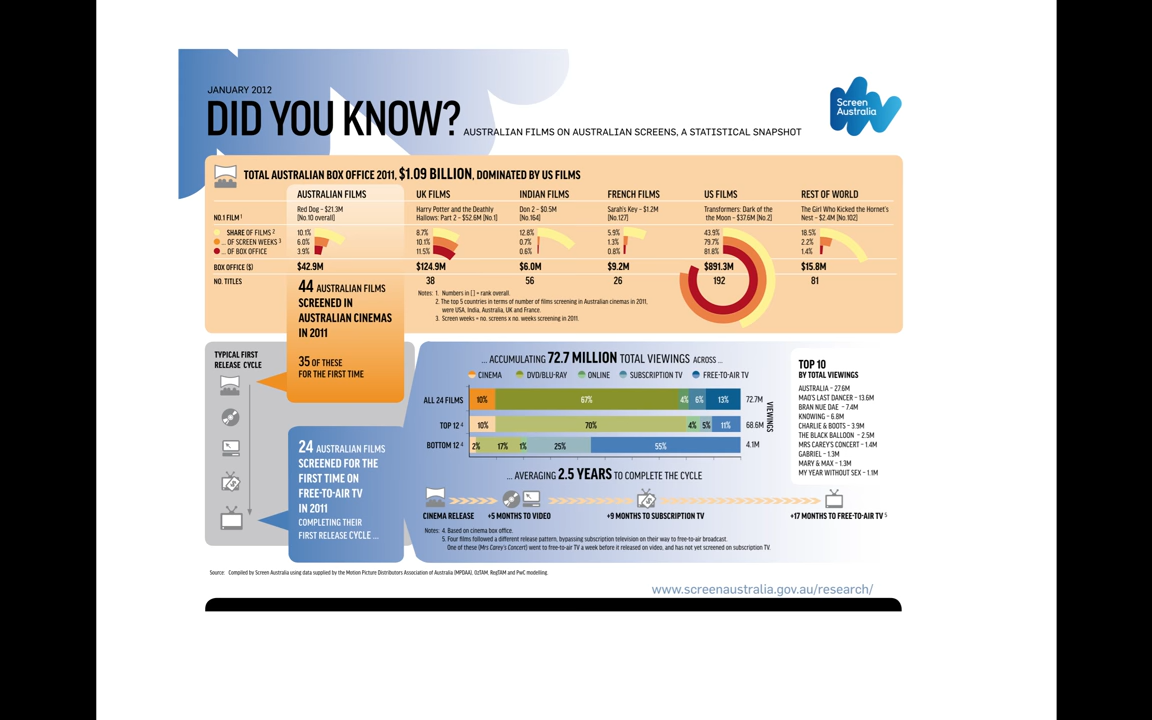 JANUARY 2012
DID YOU KNOW? AUSTRALIAN FILMS ON AUSTRALIAN SCREENS, A STATISTICAL SNAPSHOT
Screen
Australia
TOTAL AUSTRALIAN BOX OFFICE 2011, $1.09 BILLION, DOMINATED BY US FILMS
AUSTRALIAN FILMS UK FILMS INDIAN FILMS FRENCH FILMS US FILMS REST OF WORLD
NO.1 FILM 1
Red Dog – $21.3M
[No.10 overall]
Harry Potter and the Deathly
Hallows: Part 2 – $52.6M [No.1]
Don 2 – $0.5M
[No.164]
Sarah's Key – $1.2M
[No.127]
Transformers: Dark of the
the Moon – $37.6M [No.2]
The Girl Who Kicked the Hornet's
Nest – $2.4M [No.102]
SHARE OF FILMS 2 10.1% 8.7% 12.8% 5.9% 43.9% 18.5%
... OF SCREEN WEEKS 3 6.0% 10.1% 0.7% 1.3% 79.7% 2.2%
... OF BOX OFFICE 3.9% 11.5% 0.6% 0.8% 81.8% 1.4%
BOX OFFICE ($) $42.9M $124.9M $6.0M $9.2M $891.3M $15.8M
NO. TITLES 38 56 26 192 81
44 AUSTRALIAN FILMS
SCREENED IN
AUSTRALIAN CINEMAS
IN 2011
35 OF THESE
FOR THE FIRST TIME
Notes: 1. Numbers in [ ] = rank overall.
2. The top 5 countries in terms of number of films screening in Australian cinemas in 2011,
were USA, India, Australia, UK and France.
3. Screen weeks = no. screens x no. weeks screening in 2011.
TYPICAL FIRST
RELEASE CYCLE
24 AUSTRALIAN FILMS
SCREENED FOR THE
FIRST TIME ON
FREE-TO-AIR TV
IN 2011
COMPLETING THEIR
FIRST RELEASE CYCLE ...
... ACCUMULATING 72.7 MILLION TOTAL VIEWINGS ACROSS ...
CINEMA DVD/BLU-RAY ONLINE SUBSCRIPTION TV FREE-TO-AIR TV
ALL 24 FILMS 10% 67% 4% 6% 13% 72.7M
TOP 12 4 10% 70% 4% 5% 11% 68.6M
BOTTOM 12 4 2% 17% 1% 25% 55% 4.1M
VIEWINGS
... AVERAGING 2.5 YEARS TO COMPLETE THE CYCLE
CINEMA RELEASE +5 MONTHS TO VIDEO +9 MONTHS TO SUBSCRIPTION TV +17 MONTHS TO FREE-TO-AIR TV 5
Notes: 4. Based on cinema box office.
5. Four films followed a different release pattern, bypassing subscription television on their way to free-to-air broadcast.
One of these (Mrs Carey's Concert) went to free-to-air TV a week before it released on video, and has not yet screened on subscription TV.
TOP 10
BY TOTAL VIEWINGS
AUSTRALIA – 27.6M
MAO'S LAST DANCER – 13.6M
BRAN NUE DAE – 7.4M
KNOWING – 6.8M
CHARLIE & BOOTS – 3.9M
THE BLACK BALLOON – 2.5M
MRS CAREY'S CONCERT – 1.4M
GABRIEL – 1.3M
MARY & MAX – 1.3M
MY YEAR WITHOUT SEX – 1.1M
Source: Compiled by Screen Australia using data supplied by the Motion Picture Distributors Association of Australia (MPDAA), OzTAM, RegTAM and PwC modelling.
www.screenaustralia.gov.au/research/